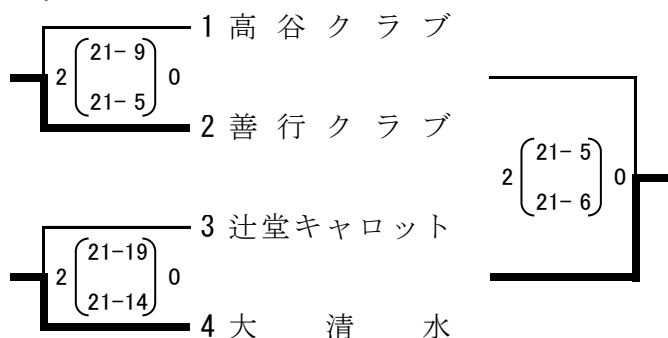 1 高谷クラブ
2 ( 21- 9 ) 0
21- 5
2 善行クラブ
2 ( 21- 5 ) 0
21- 6
3 辻堂キャロット
2 ( 21-19 ) 0
21-14
4 大清水